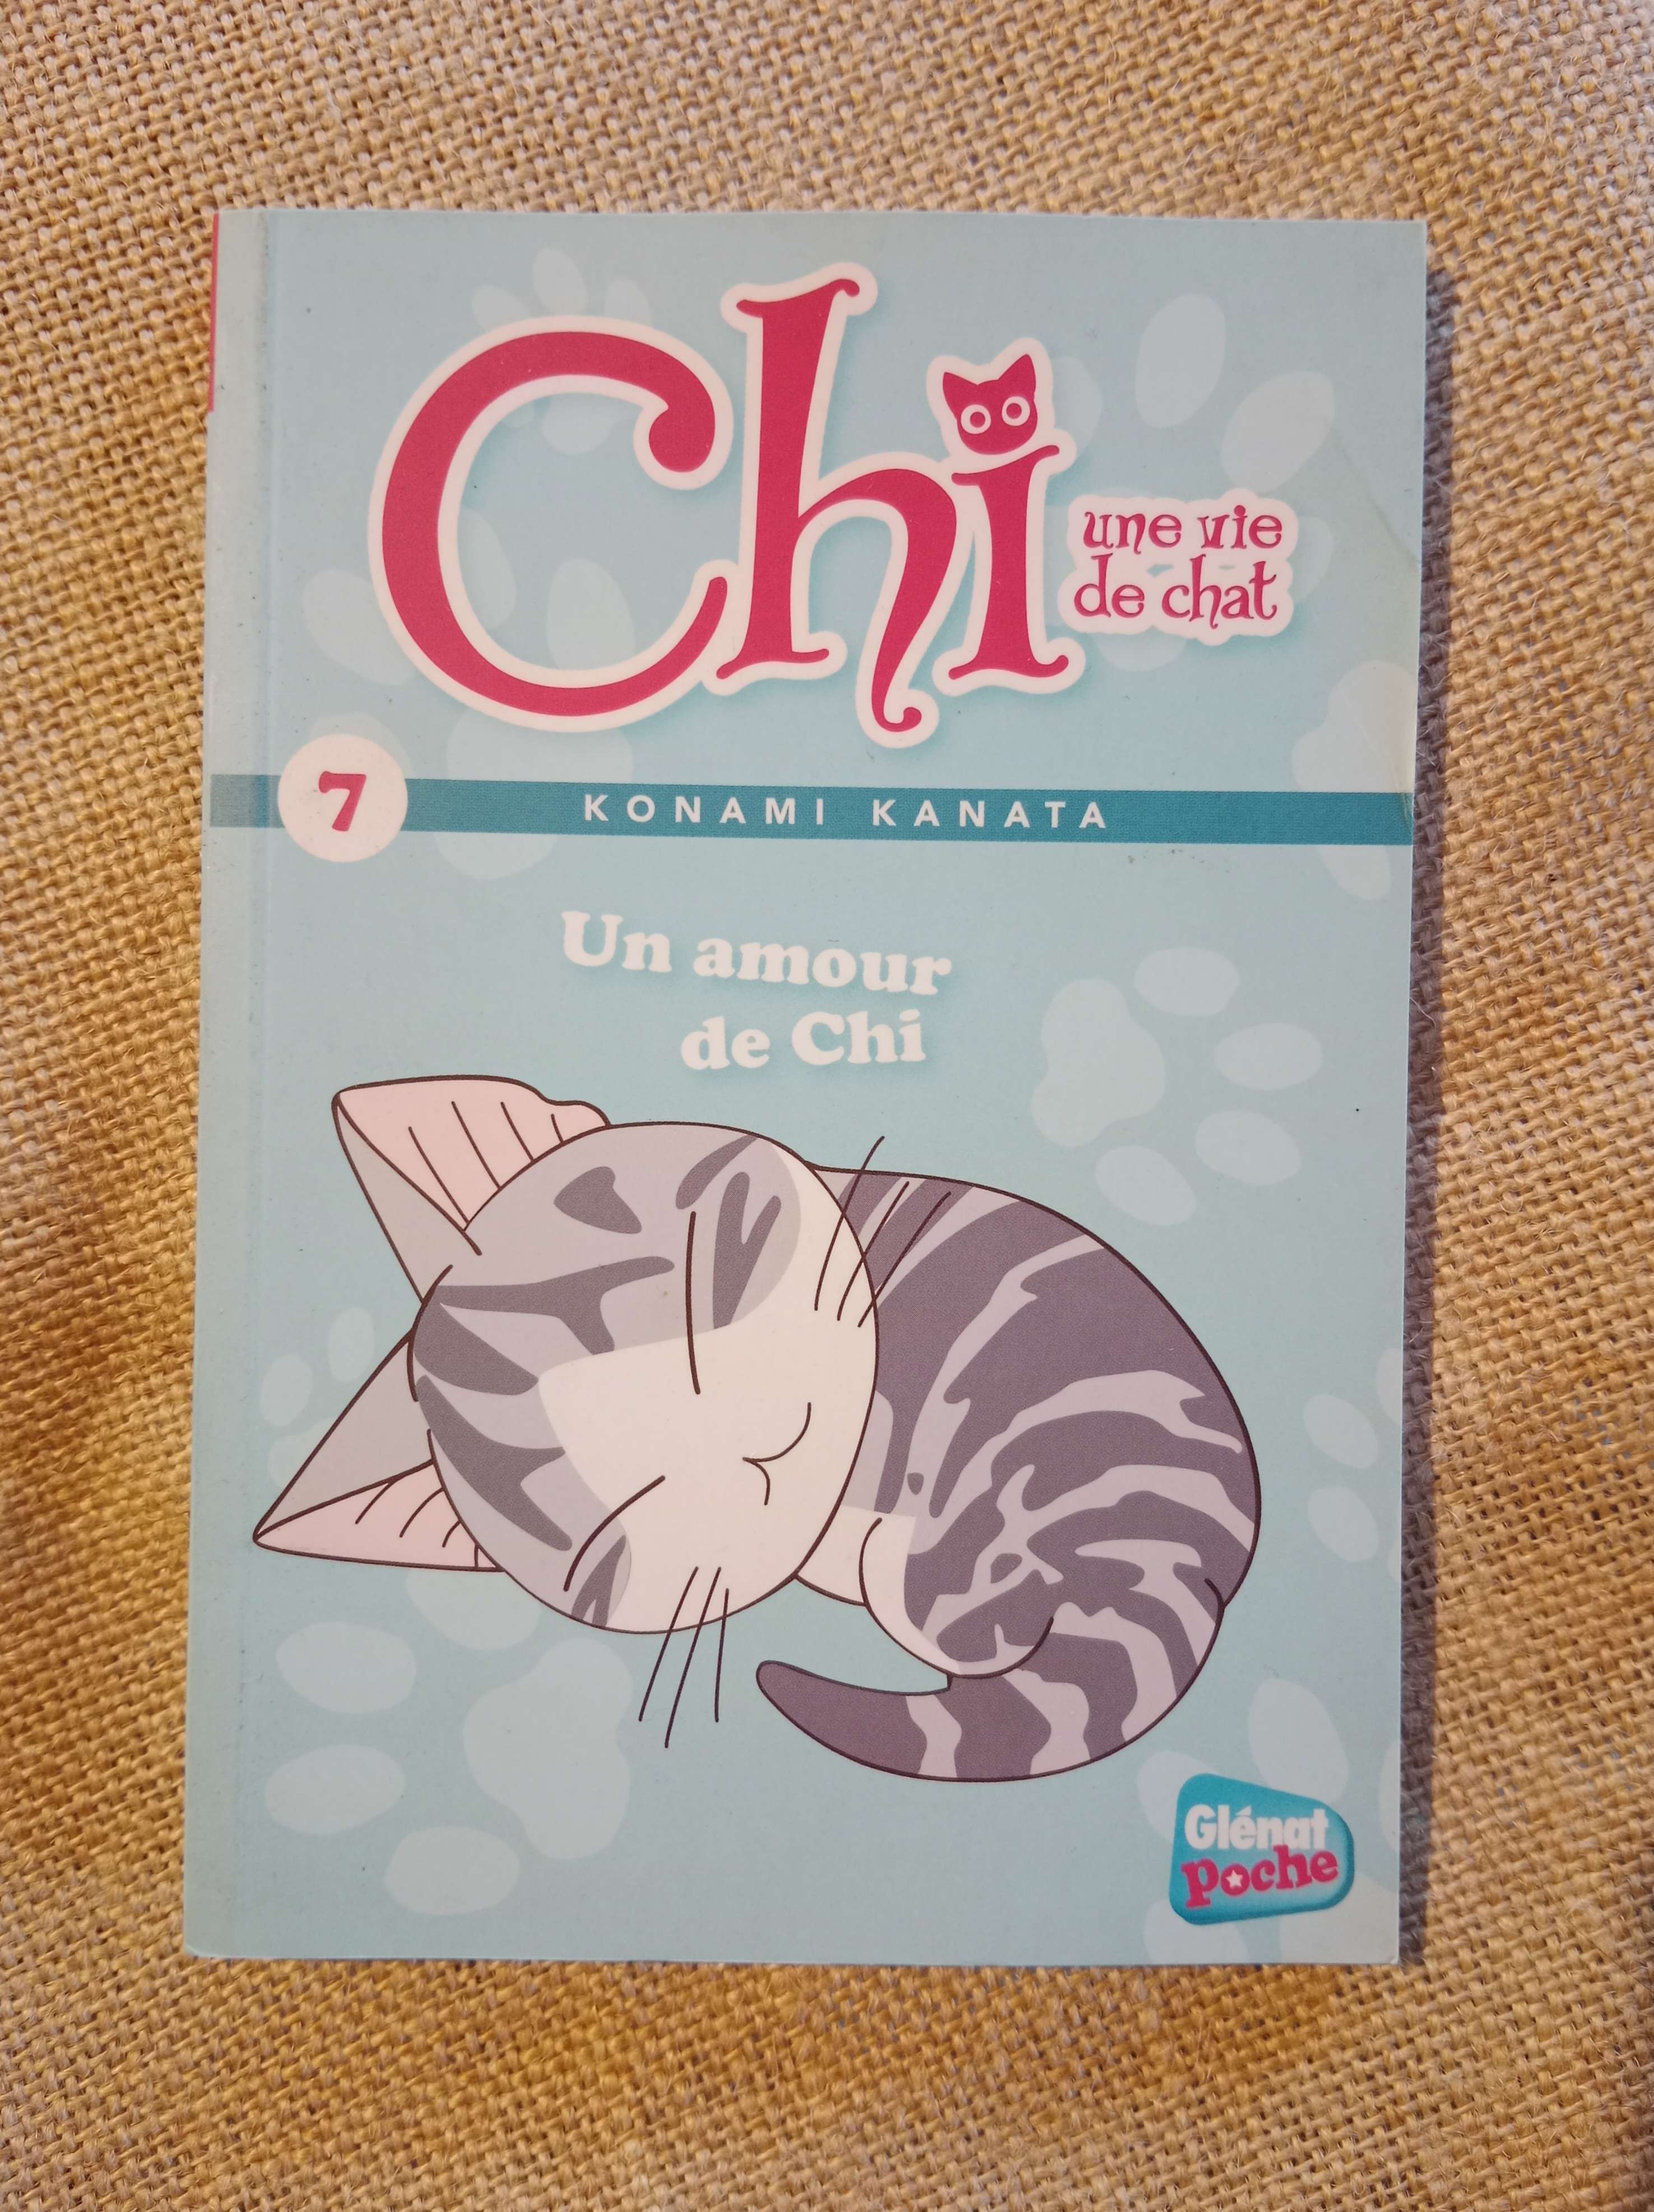 Chi
une vie
de chat
7
KONAMI KANATA
Un amour
de Chi
Glénat
poche